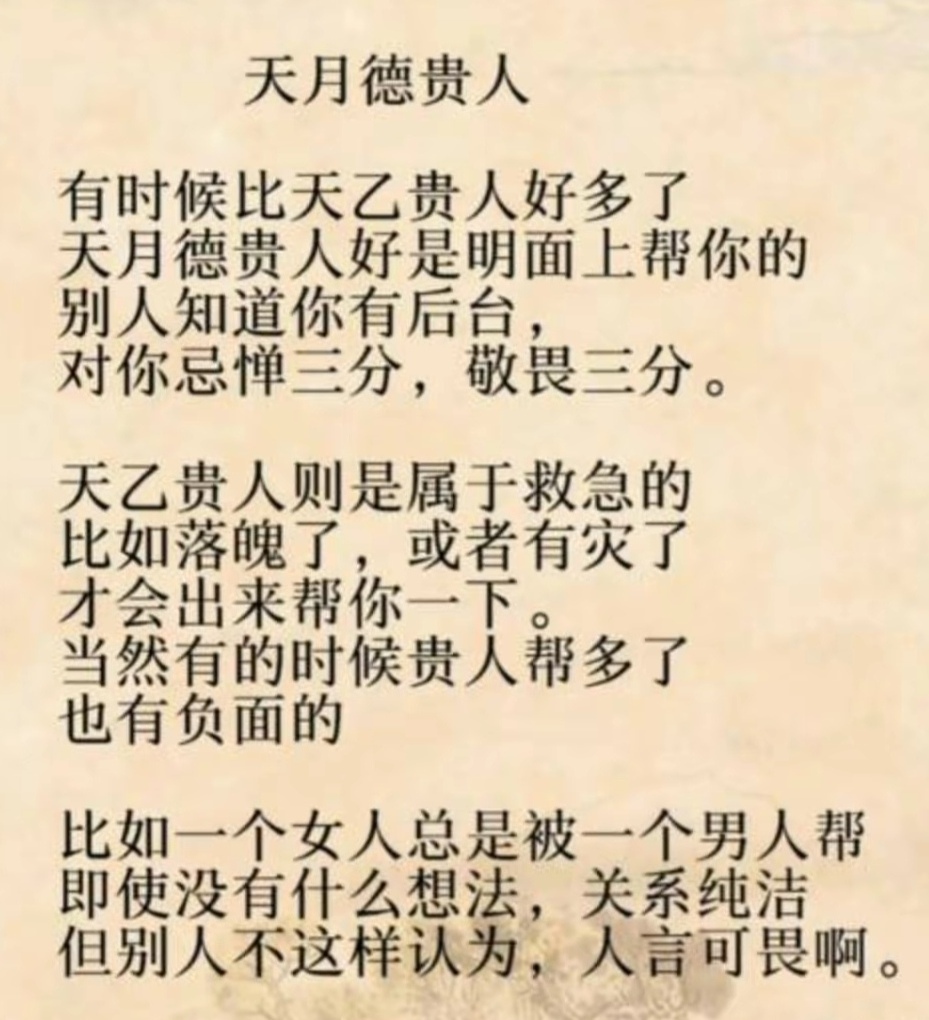 天月德贵人
有时候比天乙贵人好多了
天月德贵人好是明面上帮你的
别人知道你有后台，
对你忌惮三分，敬畏三分。
天乙贵人则是属于救急的
比如落魄了，或者有灾了
才会出来帮你一下。
当然有的时候贵人帮多了
也有负面的
比如一个女人总是被一个男人帮
即使没有什么想法，关系纯洁
但别人不这样认为，人言可畏啊。